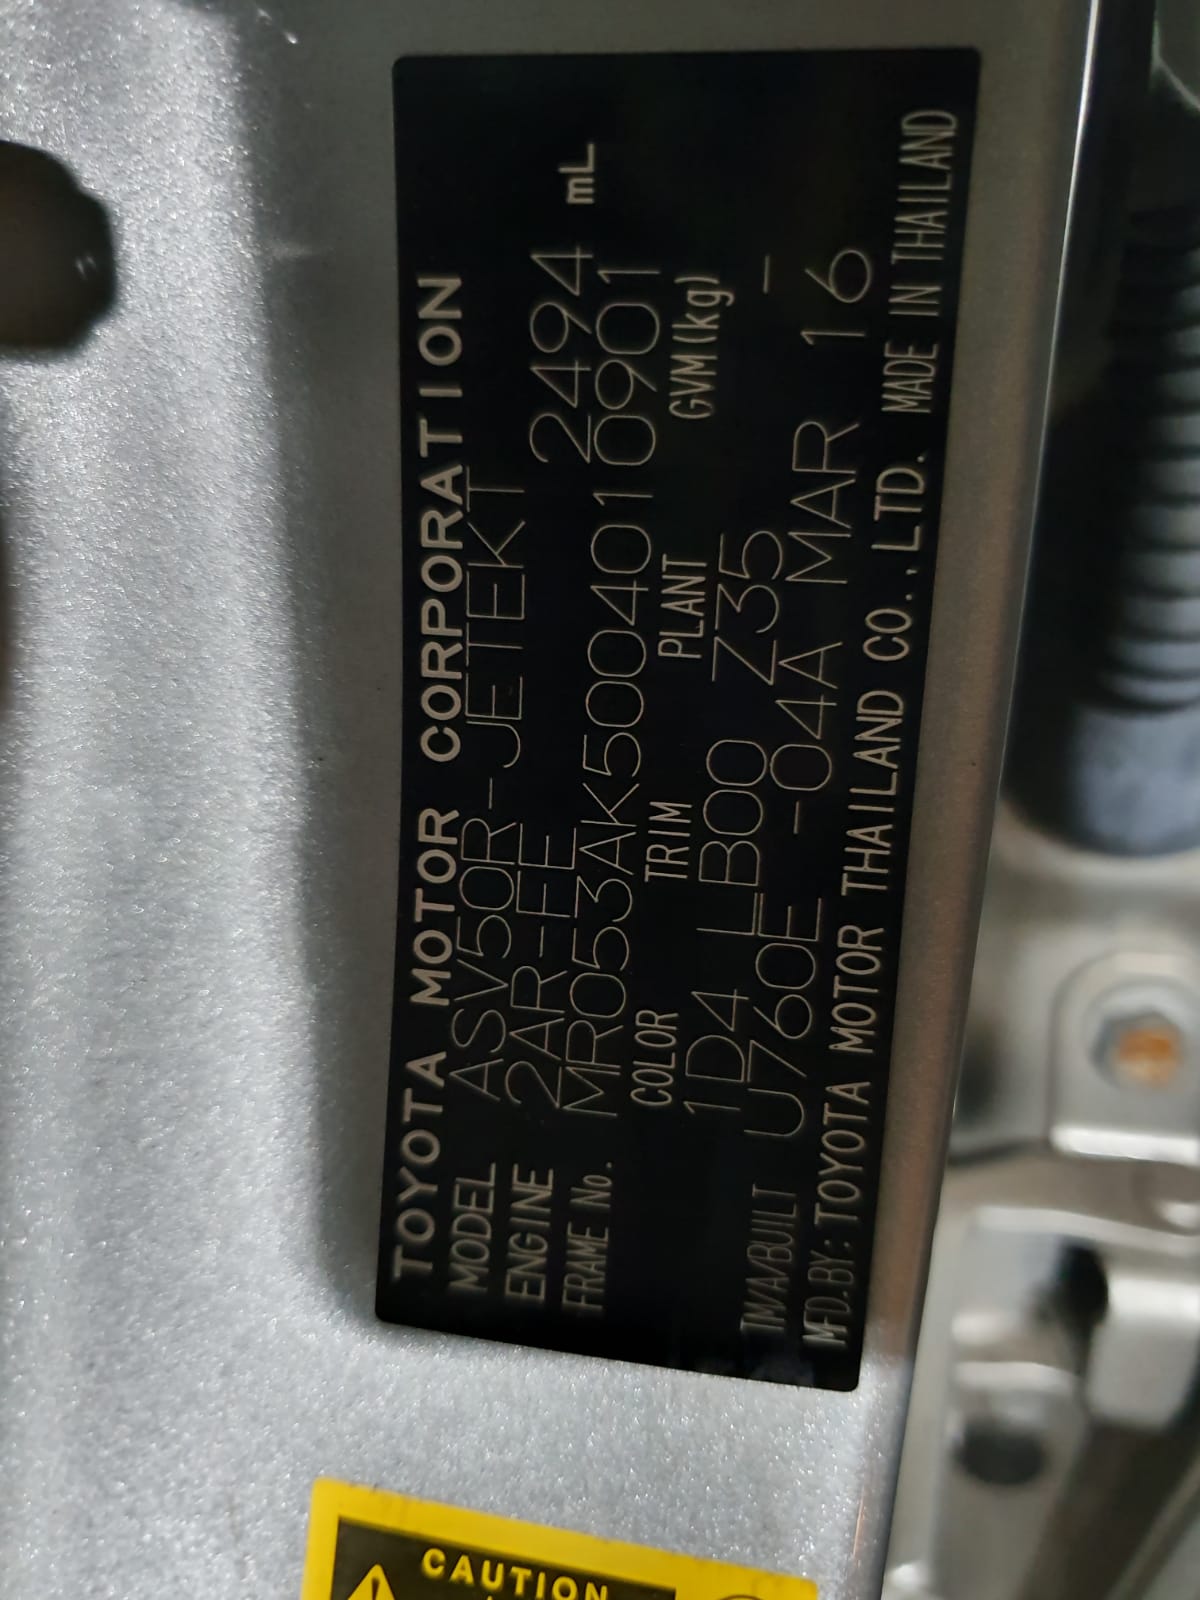 TOYOTA MOTOR CORPORATION
MODEL ASV50R-JETEKT
ENGINE 2AR-FE 2494 mL
FRAME No. MR053AK5004010901
COLOR TRIM PLANT GVM(kg)
1D4 LB00 Z35 -
TM/A/BUILT U760E -04A MAR 16
MFD.BY: TOYOTA MOTOR THAILAND CO.,LTD. MADE IN THAILAND
CAUTION